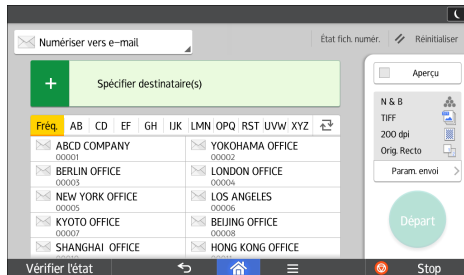 Numériser vers e-mail
État fich. numér.
Réinitialiser
Spécifier destinataire(s)
Aperçu
Fréq. AB CD EF GH IJK LMN OPQ RST UVW XYZ
ABCD COMPANY
00001
YOKOHAMA OFFICE
00002
BERLIN OFFICE
00003
LONDON OFFICE
00004
NEW YORK OFFICE
00005
LOS ANGELES
00006
KYOTO OFFICE
00007
BEIJING OFFICE
00008
SHANGHAI OFFICE
HONG KONG OFFICE
N & B
TIFF
200 dpi
Orig. Recto
Param. envoi
Départ
Vérifier l'état
Stop